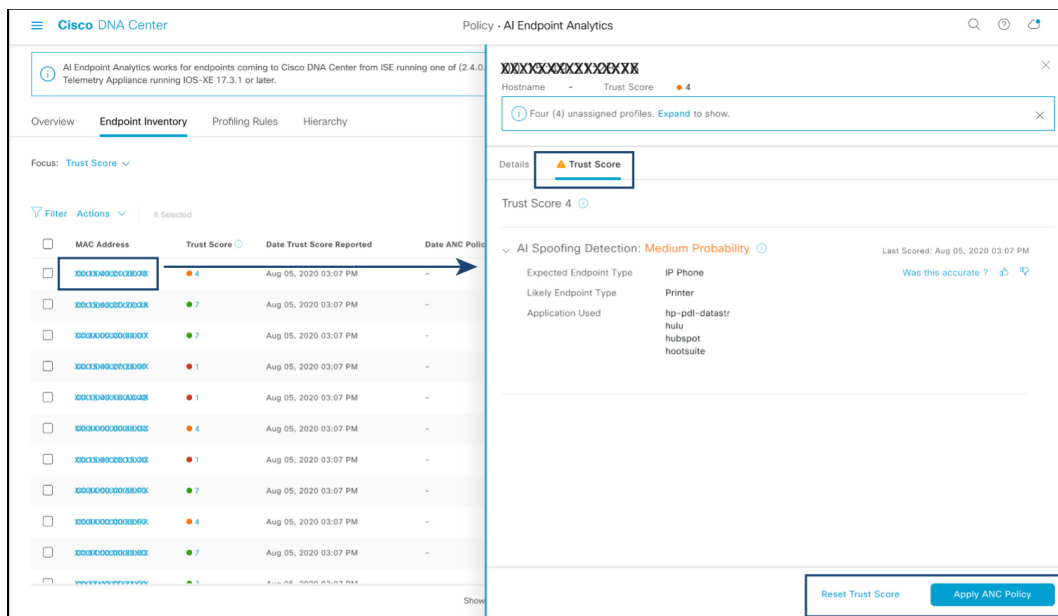 Cisco DNA Center
Policy · AI Endpoint Analytics
AI Endpoint Analytics works for endpoints coming to Cisco DNA Center from ISE running one of (2.4.0.
Telemetry Appliance running IOS-XE 17.3.1 or later.
Overview Endpoint Inventory Profiling Rules Hierarchy
Focus: Trust Score
Filter Actions 6 Selected
MAC Address Trust Score Date Trust Score Reported Date ANC Polic
4 Aug 05, 2020 03:07 PM -
7 Aug 05, 2020 03:07 PM -
7 Aug 05, 2020 03:07 PM -
1 Aug 05, 2020 03:07 PM -
1 Aug 05, 2020 03:07 PM -
4 Aug 05, 2020 03:07 PM -
1 Aug 05, 2020 03:07 PM -
7 Aug 05, 2020 03:07 PM -
4 Aug 05, 2020 03:07 PM -
7 Aug 05, 2020 03:07 PM -
Show
Hostname - Trust Score 4
Four (4) unassigned profiles. Expand to show.
Details Trust Score
Trust Score 4
AI Spoofing Detection: Medium Probability Last Scored: Aug 05, 2020 03:07 PM
Expected Endpoint Type IP Phone Was this accurate ?
Likely Endpoint Type Printer
Application Used hp-pdl-datastr
hulu
hubspot
hootsuite
Reset Trust Score Apply ANC Policy